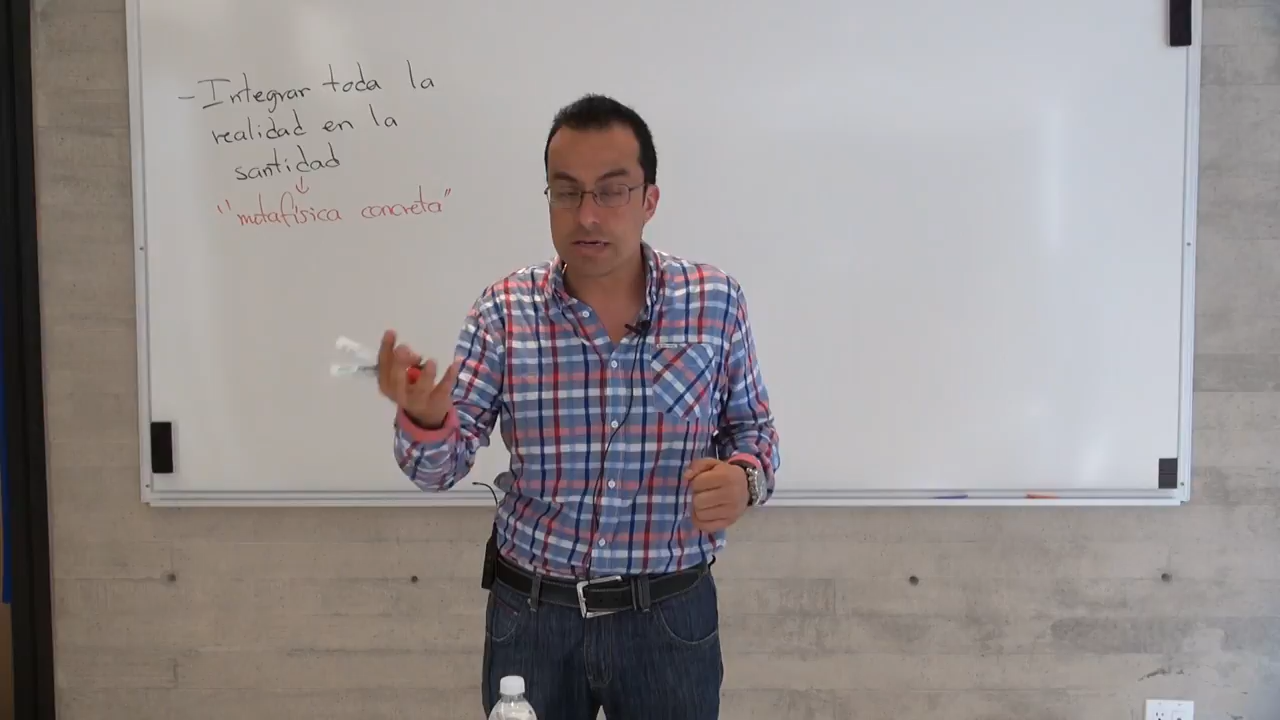 - Integrar toda la
realidad en la
santidad
"metafísica concreta"